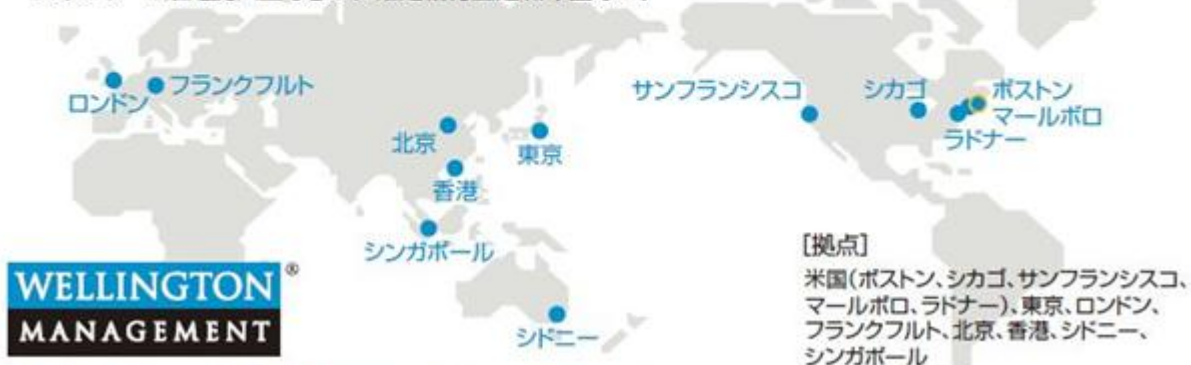 ロンドン
フランクフルト
北京
東京
香港
シンガポール
シドニー
サンフランシスコ
シカゴ
ボストン
マールボロ
ラドナー
WELLINGTON®
MANAGEMENT
[拠点]
米国(ボストン、シカゴ、サンフランシスコ、
マールボロ、ラドナー)、東京、ロンドン、
フランクフルト、北京、香港、シドニー、
シンガポール